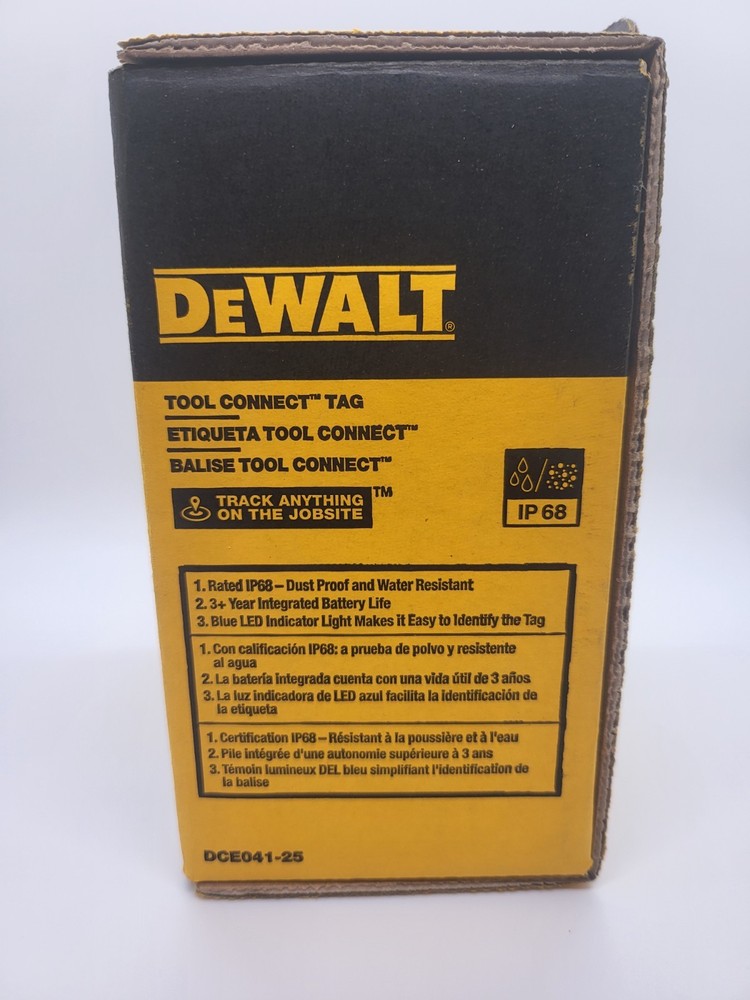 DEWALT®
TOOL CONNECT™ TAG
ETIQUETA TOOL CONNECT™
BALISE TOOL CONNECT™
TRACK ANYTHING
ON THE JOBSITE™
IP 68
1. Rated IP68 – Dust Proof and Water Resistant
2. 3+ Year Integrated Battery Life
3. Blue LED Indicator Light Makes it Easy to Identify the Tag
1. Con calificación IP68: a prueba de polvo y resistente
al agua
2. La batería integrada cuenta con una vida útil de 3 años
3. La luz indicadora de LED azul facilita la identificación de
la etiqueta
1. Certification IP68 – Résistant à la poussière et à l'eau
2. Pile intégrée d'une autonomie supérieure à 3 ans
3. Témoin lumineux DEL bleu simplifiant l'identification de
la balise
DCE041-25